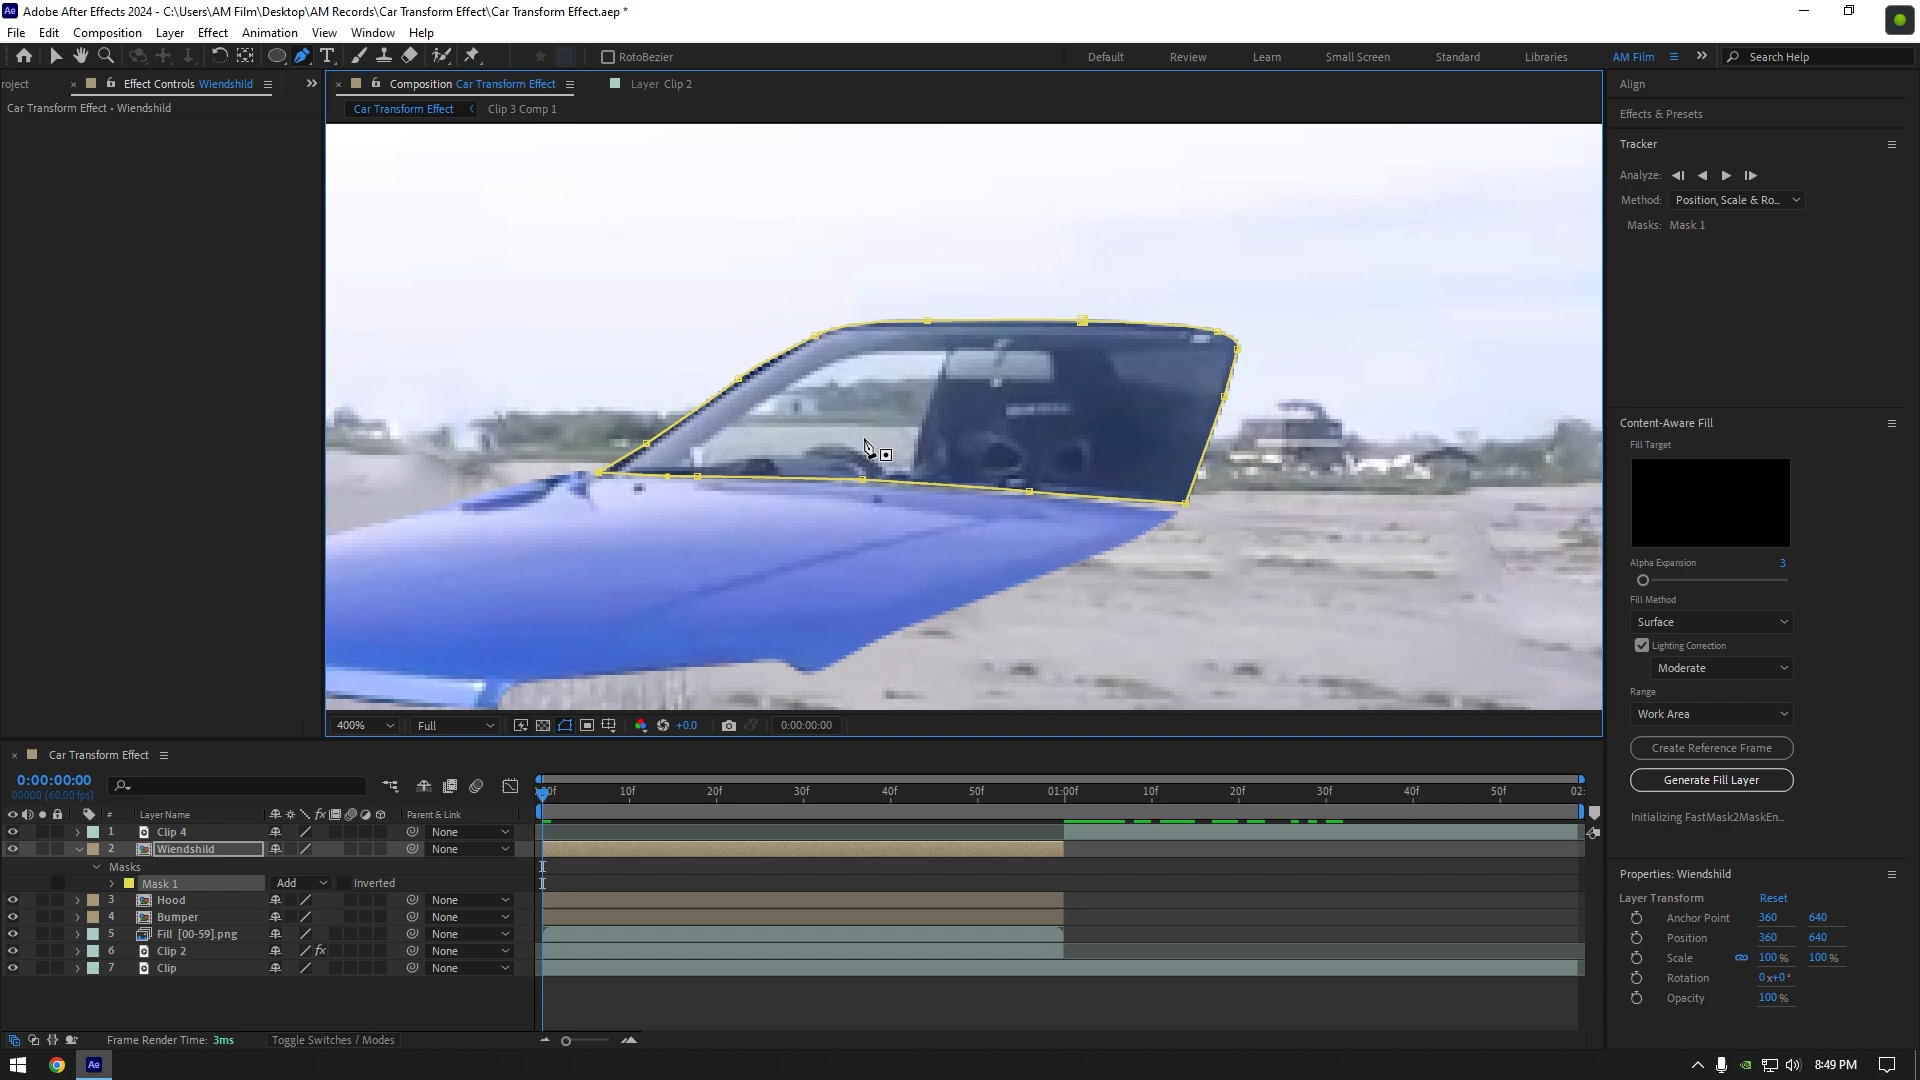 Ae Adobe After Effects 2024 - C:\Users\AM Film\Desktop\AM Records\Car Transform Effect\Car Transform Effect.aep *
File Edit Composition Layer Effect Animation View Window Help
RotoBezier Default Review Learn Small Screen Standard Libraries AM Film Search Help
roject Effect Controls Wiendshild Composition Car Transform Effect Layer Clip 2
Car Transform Effect • Wiendshild
Car Transform Effect Clip 3 Comp 1
Align
Effects & Presets
Tracker
Analyze:
Method: Position, Scale & Ro...
Masks: Mask 1
Content-Aware Fill
Fill Target
Alpha Expansion 3
Fill Method
Surface
Lighting Correction
Moderate
Range
Work Area
Create Reference Frame
Generate Fill Layer
Initializing FastMask2MaskEn...
400% Full +0.0 0:00:00:00
Car Transform Effect
0:00:00:00
00000 (60.00 fps)
:00f 10f 20f 30f 40f 50f 01:00f 10f 20f 30f 40f 50f 02:
# Layer Name fx Parent & Link
1 Clip 4 None
2 Wiendshild None
Masks
Mask 1 Add Inverted
3 Hood None
4 Bumper None
5 Fill [00-59].png None
6 Clip 2 fx None
7 Clip None
Properties: Wiendshild
Layer Transform Reset
Anchor Point 360 640
Position 360 640
Scale 100 % 100 %
Rotation 0x+0°
Opacity 100 %
Frame Render Time: 3ms Toggle Switches / Modes
Ae 8:49 PM